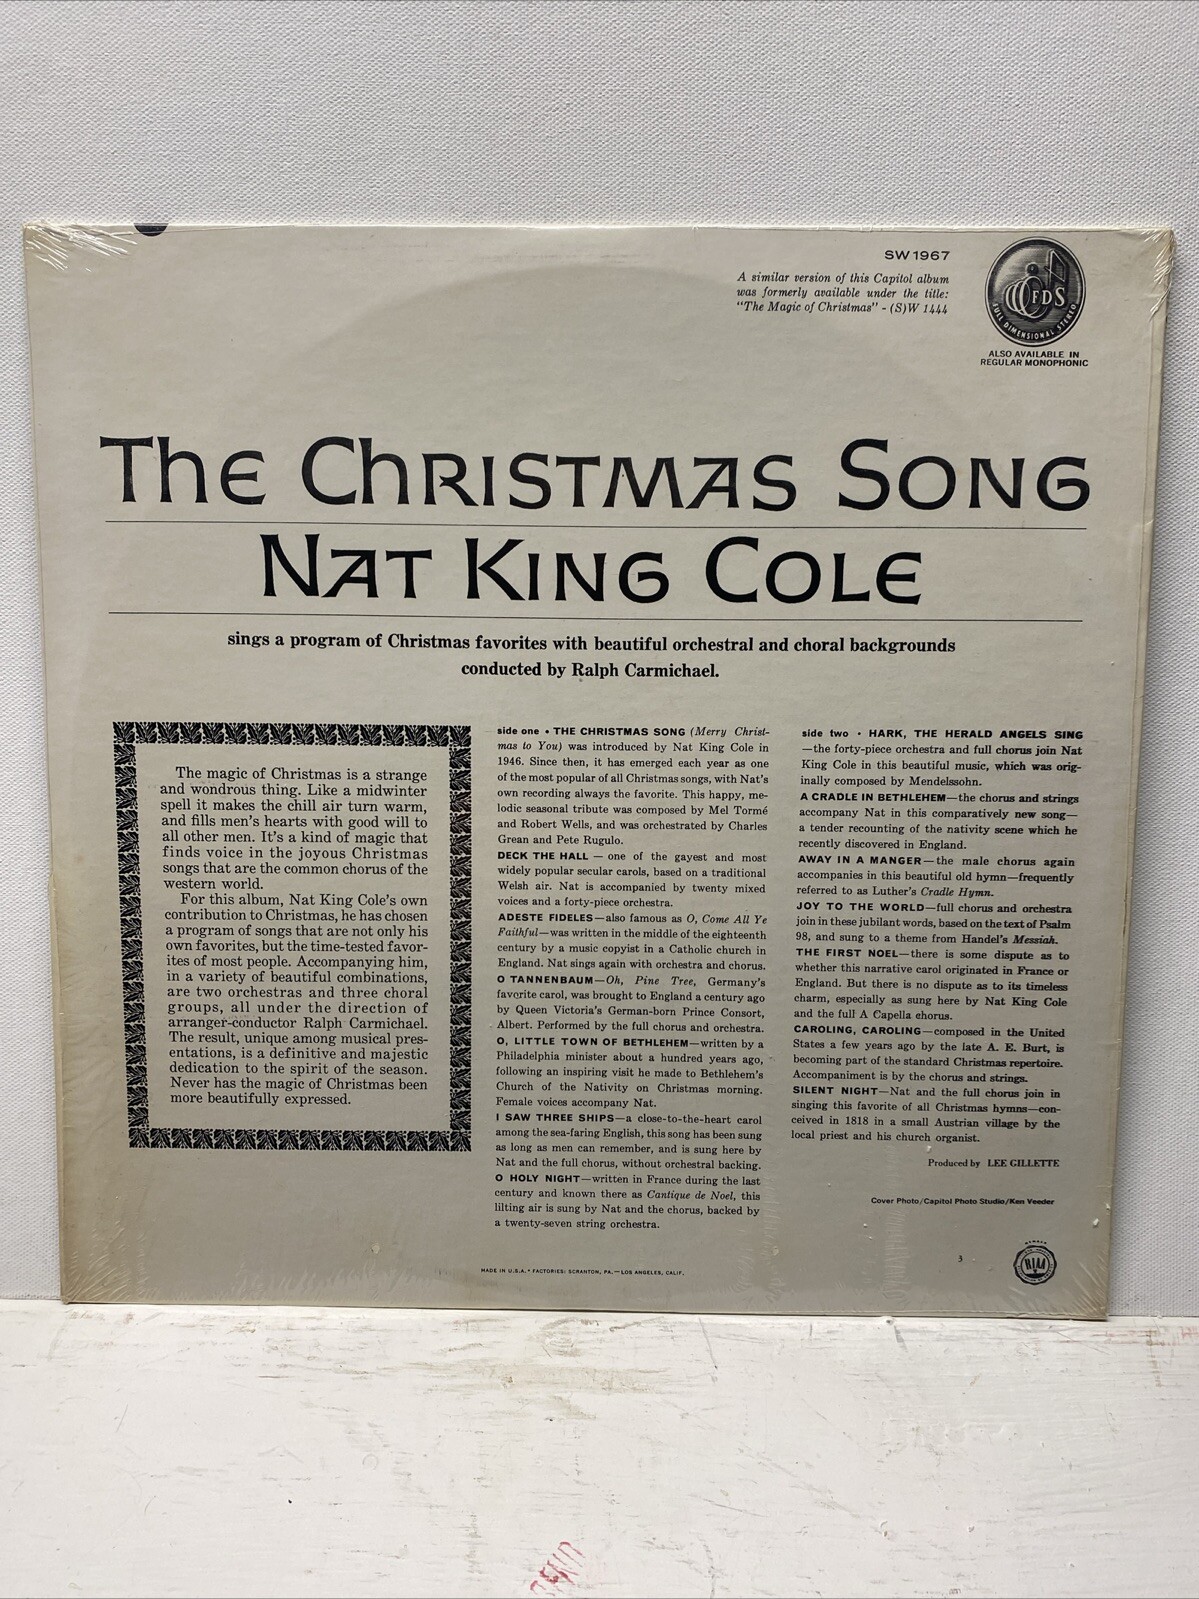 SW1967
A similar version of this Capitol album
was formerly available under the title:
"The Magic of Christmas" - (S)W 1444
FDS
FULL DIMENSIONAL STEREO
ALSO AVAILABLE IN
REGULAR MONOPHONIC
THE CHRISTMAS SONG
NAT KING COLE
sings a program of Christmas favorites with beautiful orchestral and choral backgrounds
conducted by Ralph Carmichael.
The magic of Christmas is a strange
and wondrous thing. Like a midwinter
spell it makes the chill air turn warm,
and fills men's hearts with good will to
all other men. It's a kind of magic that
finds voice in the joyous Christmas
songs that are the common chorus of the
western world.
For this album, Nat King Cole's own
contribution to Christmas, he has chosen
a program of songs that are not only his
own favorites, but the time-tested favor-
ites of most people. Accompanying him,
in a variety of beautiful combinations,
are two orchestras and three choral
groups, all under the direction of
arranger-conductor Ralph Carmichael.
The result, unique among musical pres-
entations, is a definitive and majestic
dedication to the spirit of the season.
Never has the magic of Christmas been
more beautifully expressed.
side one • THE CHRISTMAS SONG (Merry Christ-
mas to You) was introduced by Nat King Cole in
1946. Since then, it has emerged each year as one
of the most popular of all Christmas songs, with Nat's
own recording always the favorite. This happy, me-
lodic seasonal tribute was composed by Mel Tormé
and Robert Wells, and was orchestrated by Charles
Grean and Pete Rugulo.
DECK THE HALL — one of the gayest and most
widely popular secular carols, based on a traditional
Welsh air. Nat is accompanied by twenty mixed
voices and a forty-piece orchestra.
ADESTE FIDELES—also famous as O, Come All Ye
Faithful—was written in the middle of the eighteenth
century by a music copyist in a Catholic church in
England. Nat sings again with orchestra and chorus.
O TANNENBAUM—Oh, Pine Tree, Germany's
favorite carol, was brought to England a century ago
by Queen Victoria's German-born Prince Consort,
Albert. Performed by the full chorus and orchestra.
O, LITTLE TOWN OF BETHLEHEM—written by a
Philadelphia minister about a hundred years ago,
following an inspiring visit he made to Bethlehem's
Church of the Nativity on Christmas morning.
Female voices accompany Nat.
I SAW THREE SHIPS—a close-to-the-heart carol
among the sea-faring English, this song has been sung
as long as men can remember, and is sung here by
Nat and the full chorus, without orchestral backing.
O HOLY NIGHT—written in France during the last
century and known there as Cantique de Noel, this
lilting air is sung by Nat and the chorus, backed by
a twenty-seven string orchestra.
side two • HARK, THE HERALD ANGELS SING
—the forty-piece orchestra and full chorus join Nat
King Cole in this beautiful music, which was orig-
inally composed by Mendelssohn.
A CRADLE IN BETHLEHEM—the chorus and strings
accompany Nat in this comparatively new song—
a tender recounting of the nativity scene which he
recently discovered in England.
AWAY IN A MANGER—the male chorus again
accompanies in this beautiful old hymn—frequently
referred to as Luther's Cradle Hymn.
JOY TO THE WORLD—full chorus and orchestra
join in these jubilant words, based on the text of Psalm
98, and sung to a theme from Handel's Messiah.
THE FIRST NOEL—there is some dispute as to
whether this narrative carol originated in France or
England. But there is no dispute as to its timeless
charm, especially as sung here by Nat King Cole
and the full A Capella chorus.
CAROLING, CAROLING—composed in the United
States a few years ago by the late A. E. Burt, is
becoming part of the standard Christmas repertoire.
Accompaniment is by the chorus and strings.
SILENT NIGHT—Nat and the full chorus join in
singing this favorite of all Christmas hymns—con-
ceived in 1818 in a small Austrian village by the
local priest and his church organist.
Produced by LEE GILLETTE
Cover Photo/Capitol Photo Studio/Ken Veeder
MADE IN U.S.A. • FACTORIES: SCRANTON, PA.—LOS ANGELES, CALIF.
3
RIAA